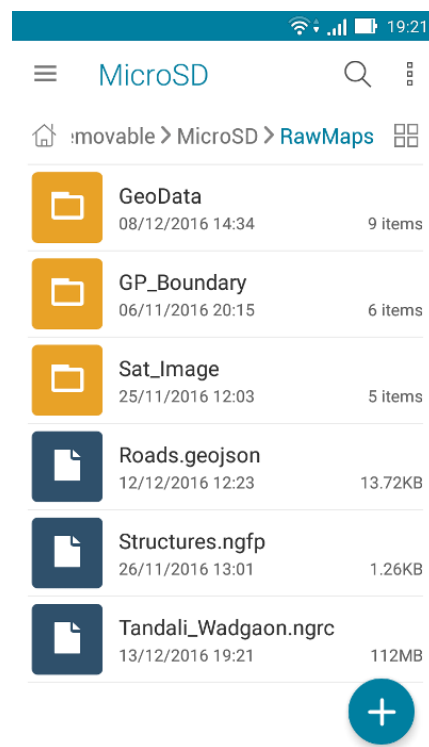 19:21
MicroSD
emovable > MicroSD > RawMaps
GeoData
08/12/2016 14:34 9 items
GP_Boundary
06/11/2016 20:15 6 items
Sat_Image
25/11/2016 12:03 5 items
Roads.geojson
12/12/2016 12:23 13.72KB
Structures.ngfp
26/11/2016 13:01 1.26KB
Tandali_Wadgaon.ngrc
13/12/2016 19:21 112MB